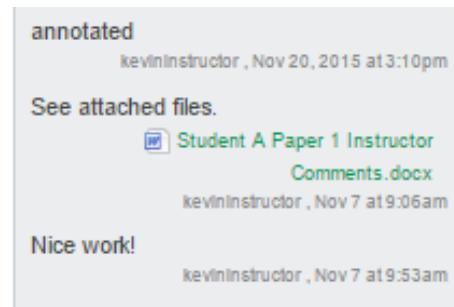 annotated
kevininstructor , Nov 20, 2015 at 3:10pm
See attached files.
Student A Paper 1 Instructor
Comments.docx
kevininstructor , Nov 7 at 9:06am
Nice work!
kevininstructor , Nov 7 at 9:53am